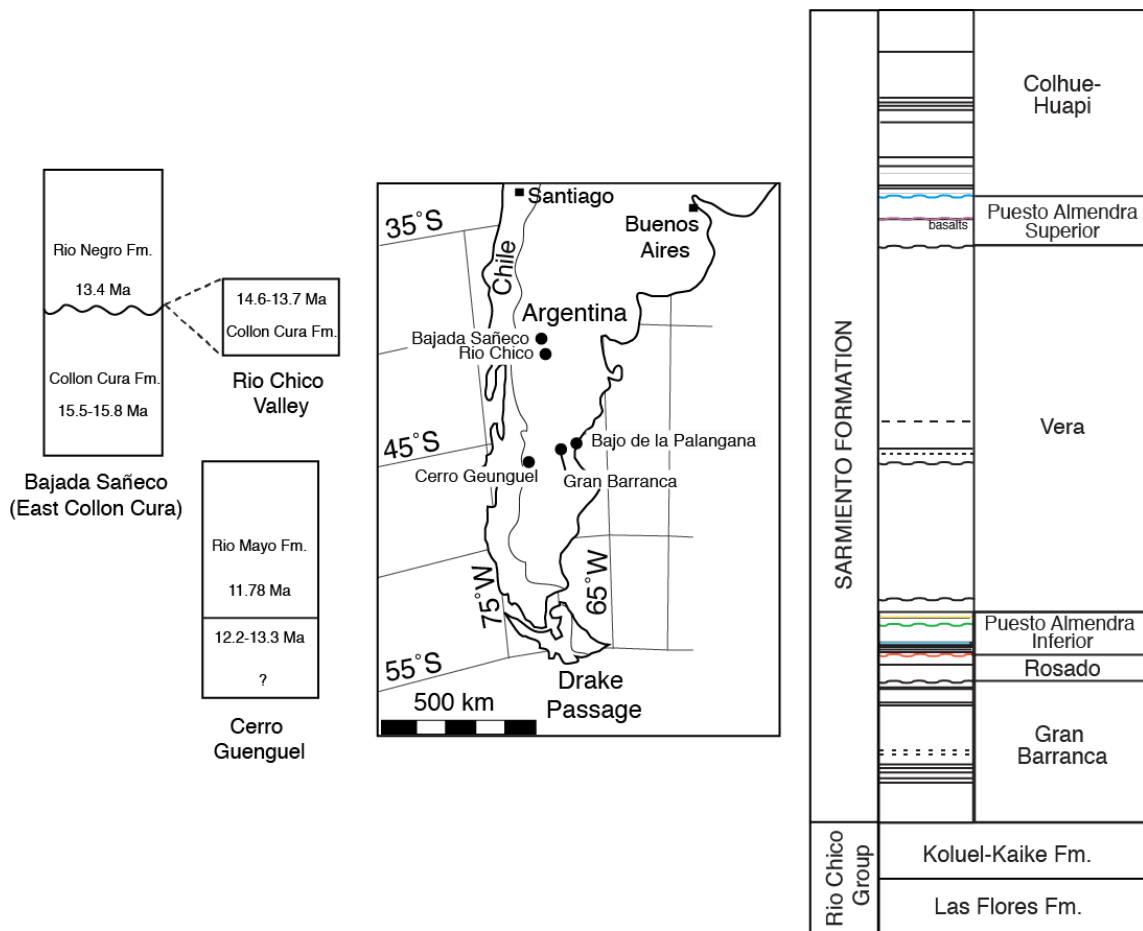 Rio Negro Fm.
13.4 Ma
Collon Cura Fm.
15.5-15.8 Ma
Bajada Sañeco
(East Collon Cura)
14.6-13.7 Ma
Collon Cura Fm.
Rio Chico
Valley
Rio Mayo Fm.
11.78 Ma
12.2-13.3 Ma
?
Cerro
Guenguel
Santiago
35°S
Buenos
Aires
Chile
Argentina
Bajada Sañeco
Rio Chico
45°S
Bajo de la Palangana
Cerro Geunguel
Gran Barranca
75°W
65°W
55°S
Drake
Passage
500 km
SARMIENTO FORMATION
Colhue-
Huapi
Puesto Almendra
Superior
basalts
Vera
Puesto Almendra
Inferior
Rosado
Gran
Barranca
Rio Chico
Group
Koluel-Kaike Fm.
Las Flores Fm.